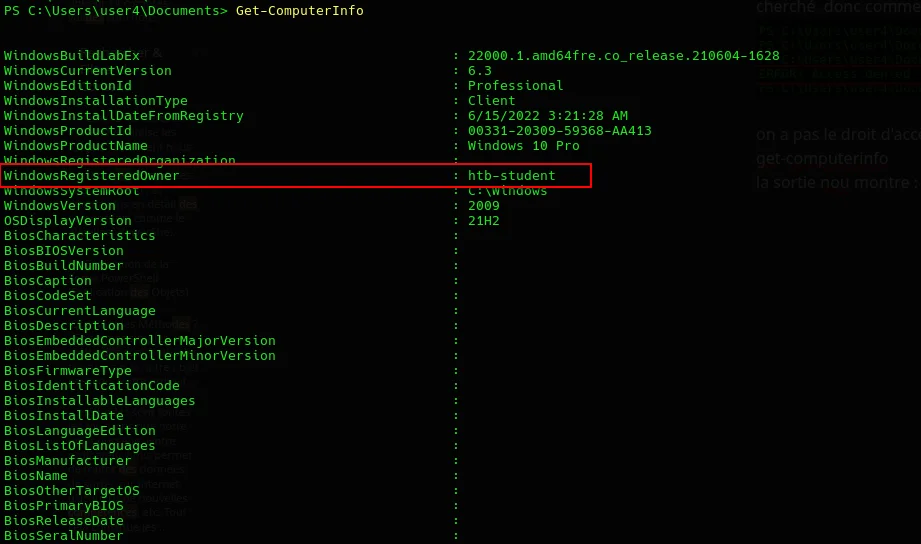 PS C:\Users\user4\Documents> Get-ComputerInfo
WindowsBuildLabEx : 22000.1.amd64fre.co_release.210604-1628
WindowsCurrentVersion : 6.3
WindowsEditionId : Professional
WindowsInstallationType : Client
WindowsInstallDateFromRegistry : 6/15/2022 3:21:28 AM
WindowsProductId : 00331-20309-59368-AA413
WindowsProductName : Windows 10 Pro
WindowsRegisteredOrganization :
WindowsRegisteredOwner : htb-student
WindowsSystemRoot : C:\Windows
WindowsVersion : 2009
OSDisplayVersion : 21H2
BiosCharacteristics :
BiosBIOSVersion :
BiosBuildNumber :
BiosCaption :
BiosCodeSet :
BiosCurrentLanguage :
BiosDescription :
BiosEmbeddedControllerMajorVersion :
BiosEmbeddedControllerMinorVersion :
BiosFirmwareType :
BiosIdentificationCode :
BiosInstallableLanguages :
BiosInstallDate :
BiosLanguageEdition :
BiosListOfLanguages :
BiosManufacturer :
BiosName :
BiosOtherTargetOS :
BiosPrimaryBIOS :
BiosReleaseDate :
BiosSeralNumber :
cherché donc comme
on a pas le droit d'acc
get-computerinfo
la sortie nou montre :